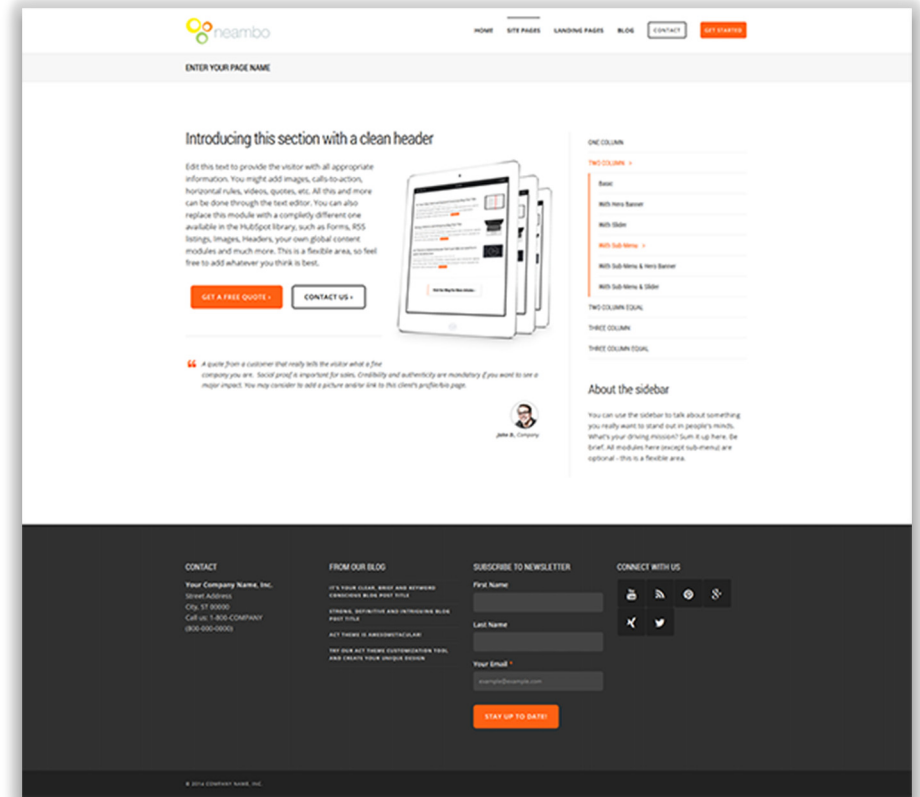 neambo
HOME SITE PAGES LANDING PAGES BLOG CONTACT GET STARTED
ENTER YOUR PAGE NAME
Introducing this section with a clean header
Edit this text to provide the visitor with all appropriate
information. You might add images, calls-to-action,
horizontal rules, videos, quotes, etc. All this and more
can be done through the text editor. You can also
replace this module with a completly different one
available in the HubSpot library, such as Forms, RSS
listings, Images, Headers, your own global content
modules and much more. This is a flexible area, so feel
free to add whatever you think is best.
GET A FREE QUOTE › CONTACT US ›
A quote from a customer that really tells the visitor what a fine
company you are. Social proof is important for sales. Credibility and authenticity are mandatory if you want to see a
major impact. You may consider to add a picture and/or link to this client's profile/bio page.
John D., Company
ONE COLUMN
TWO COLUMN
Basic
With Hero Banner
With Slider
With Sub-Menu
With Sub-Menu & Hero Banner
With Sub-Menu & Slider
TWO COLUMN EQUAL
THREE COLUMN
THREE COLUMN EQUAL
About the sidebar
You can use the sidebar to talk about something
you really want to stand out in people's minds.
What's your driving mission? Sum it up here. Be
brief. All modules here (except sub-menu) are
optional - this is a flexible area.
CONTACT
Your Company Name, Inc.
Street Address
City, ST 00000
Call us: 1-800-COMPANY
(800-000-0000)
FROM OUR BLOG
IT'S YOUR CLEAR, BRIEF AND KEYWORD
CONSCIOUS BLOG POST TITLE
STRONG, DEFINITIVE AND INTRIGUING BLOG
POST TITLE
ACT THEME IS AWESOMETACULAR!
TRY OUR ACT THEME CUSTOMIZATION TOOL
AND CREATE YOUR UNIQUE DESIGN
SUBSCRIBE TO NEWSLETTER
First Name
Last Name
Your Email *
example@example.com
STAY UP TO DATE!
CONNECT WITH US
© 2014 COMPANY NAME, INC.